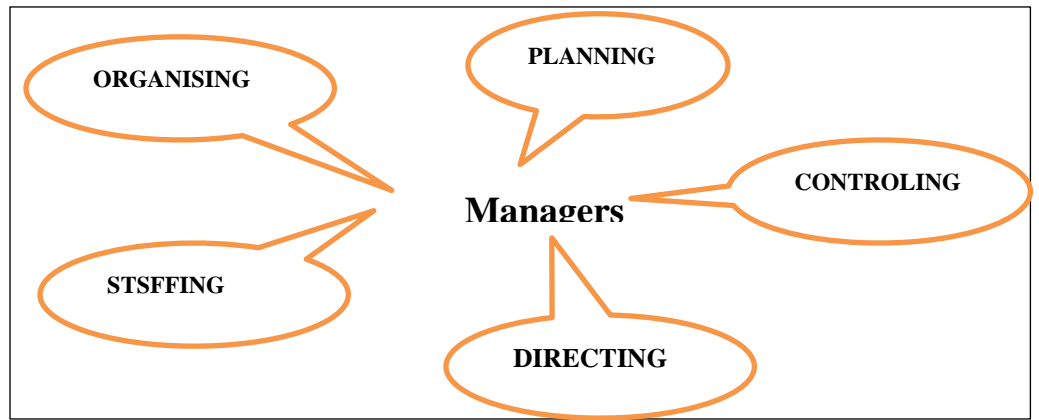 PLANNING
ORGANISING
CONTROLING
Managers
STSFFING
DIRECTING